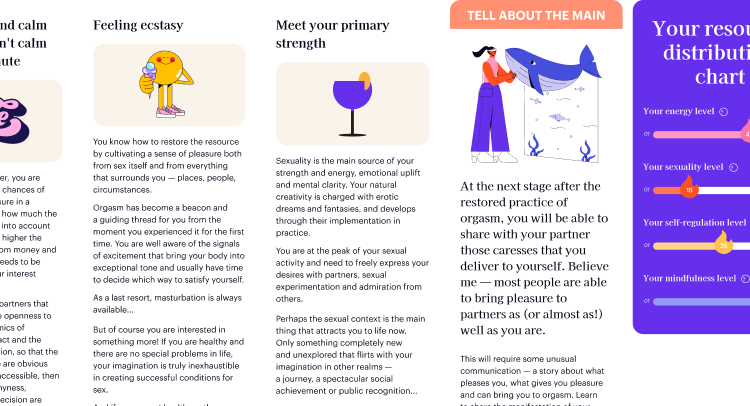 nd calm
n't calm
nute
er, you are
chances of
sure in a
how much the
into account
higher the
om money and
eeds to be
r interest
partners that
e openness to
mics of
act and the
ion, so that the
e are obvious
accessible, then
nyness,
ecision are
Feeling ecstasy
You know how to restore the resource
by cultivating a sense of pleasure both
from sex itself and from everything
that surrounds you — places, people,
circumstances.
Orgasm has become a beacon and
a guiding thread for you from the
moment you experienced it for the first
time. You are well aware of the signals
of excitement that bring your body into
exceptional tone and usually have time
to decide which way to satisfy yourself.
As a last resort, masturbation is always
available...
But of course you are interested in
something more! If you are healthy and
there are no special problems in life,
your imagination is truly inexhaustible
in creating successful conditions for
sex.
Meet your primary
strength
Sexuality is the main source of your
strength and energy, emotional uplift
and mental clarity. Your natural
creativity is charged with erotic
dreams and fantasies, and develops
through their implementation in
practice.
You are at the peak of your sexual
activity and need to freely express your
desires with partners, sexual
experimentation and admiration from
others.
Perhaps the sexual context is the main
thing that attracts you to life now.
Only something completely new
and unexplored that flirts with your
imagination in other realms —
a journey, a spectacular social
achievement or public recognition...
TELL ABOUT THE MAIN
At the next stage after the
restored practice of
orgasm, you will be able to
share with your partner
those caresses that you
deliver to yourself. Believe
me — most people are able
to bring pleasure to
partners as (or almost as!)
well as you are.
This will require some unusual
communication — a story about what
pleases you, what gives you pleasure
and can bring you to orgasm. Learn
Your resou
distributi
chart
Your energy level
от
4
Your sexuality level
от
15
Your self-regulation level
от
35
Your mindfulness level
от